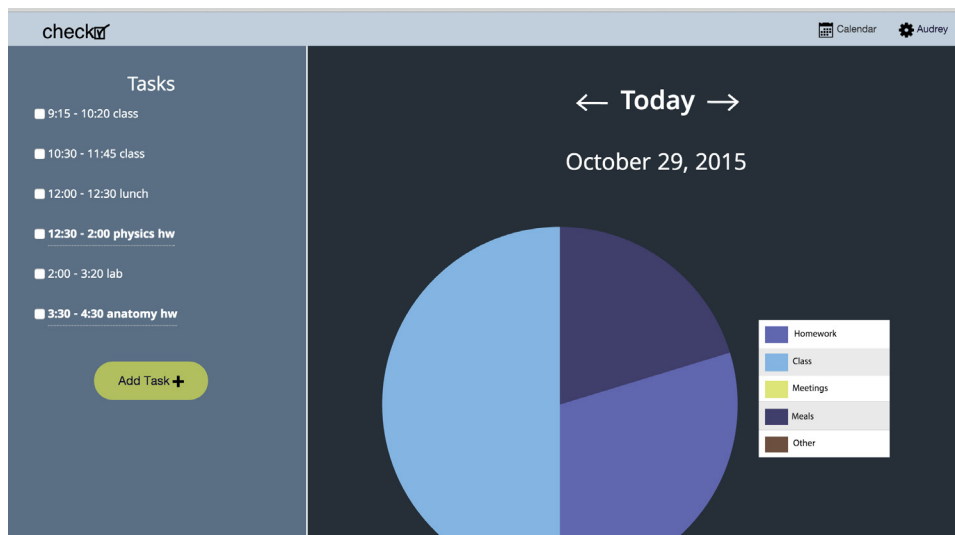 check
Calendar
Audrey
Tasks
9:15 - 10:20 class
10:30 - 11:45 class
12:00 - 12:30 lunch
12:30 - 2:00 physics hw
2:00 - 3:20 lab
3:30 - 4:30 anatomy hw
Add Task +
← Today →
October 29, 2015
Homework
Class
Meetings
Meals
Other